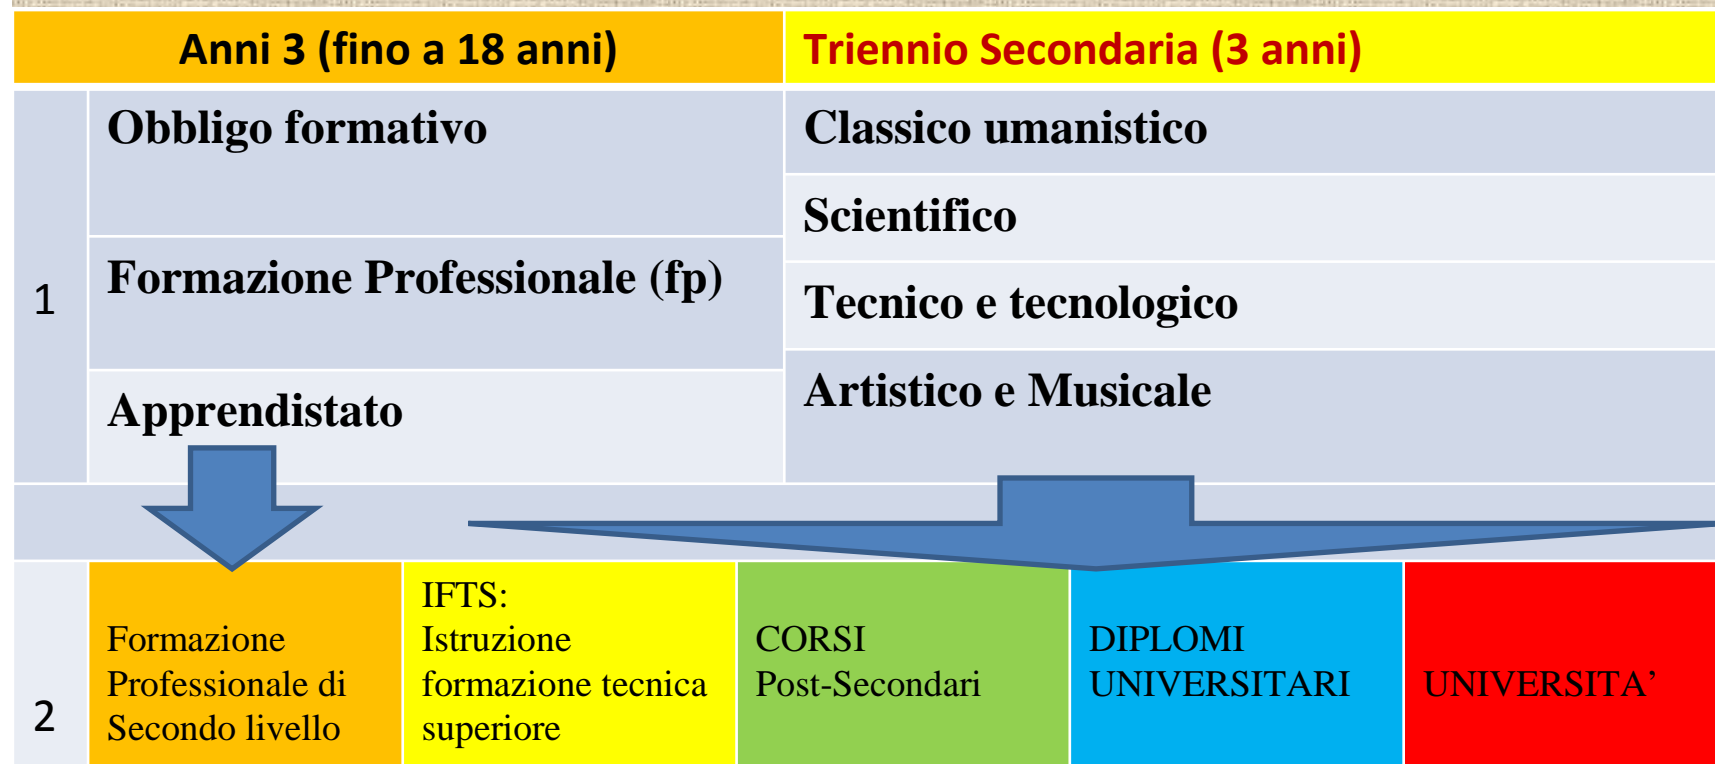 Anni 3 (fino a 18 anni)
Triennio Secondaria (3 anni)
1
Obbligo formativo
Formazione Professionale (fp)
Apprendistato
Classico umanistico
Scientifico
Tecnico e tecnologico
Artistico e Musicale
2
Formazione
Professionale di
Secondo livello
IFTS:
Istruzione
formazione tecnica
superiore
CORSI
Post-Secondari
DIPLOMI
UNIVERSITARI
UNIVERSITA’